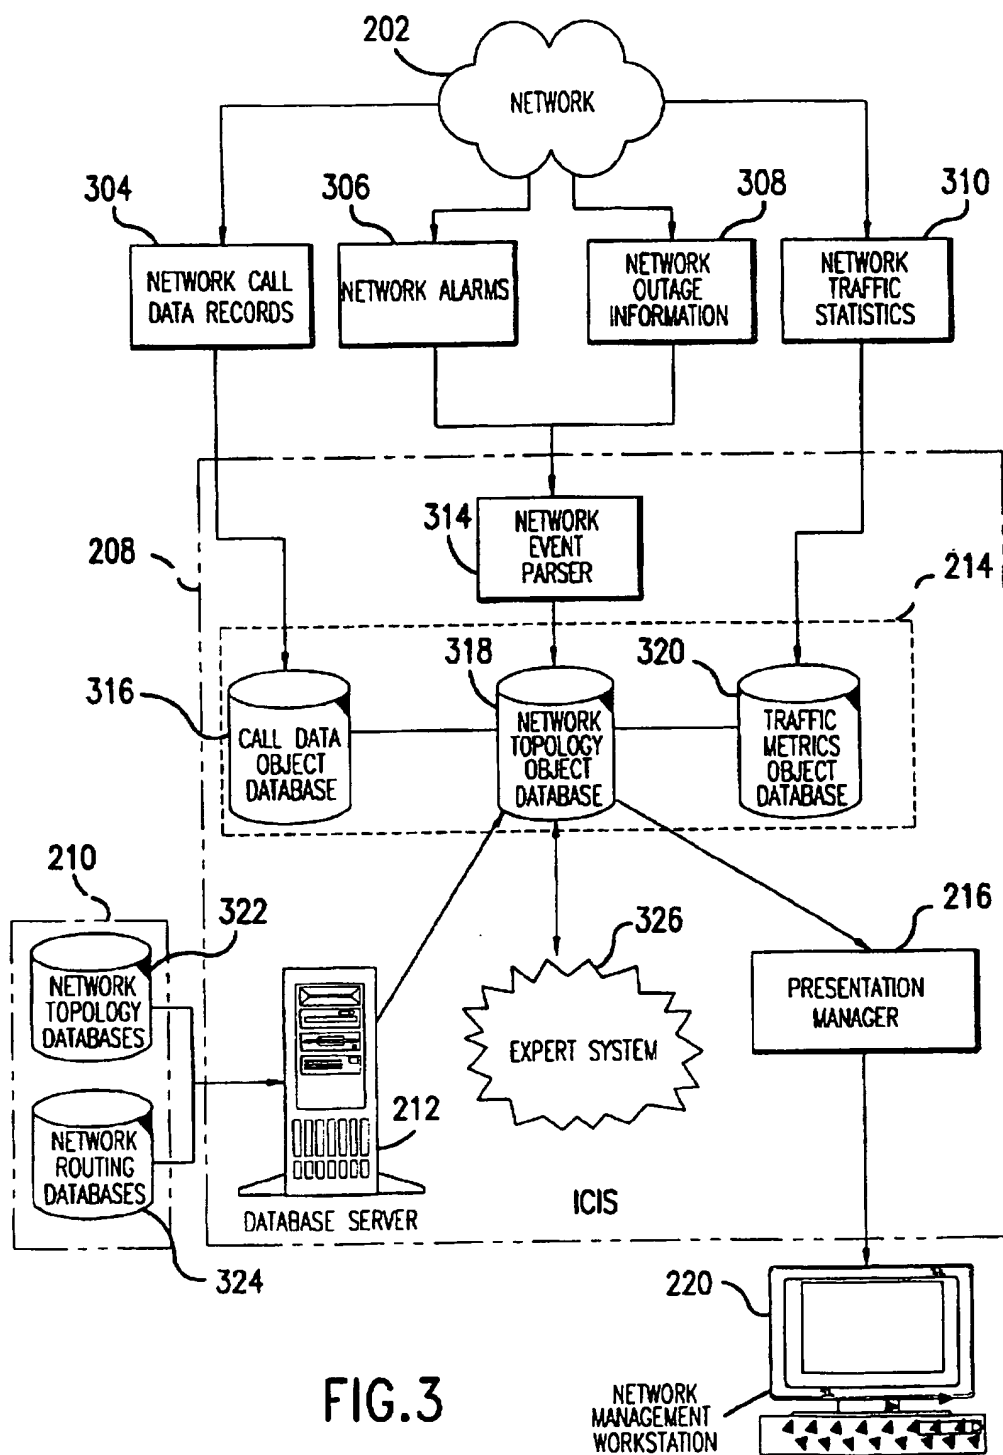 202
NETWORK
304
306
308
310
NETWORK CALL
DATA RECORDS
NETWORK ALARMS
NETWORK
OUTAGE
INFORMATION
NETWORK
TRAFFIC
STATISTICS
314
NETWORK
EVENT
PARSER
208
214
316
318
320
CALL DATA
OBJECT
DATABASE
NETWORK
TOPOLOGY
OBJECT
DATABASE
TRAFFIC
METRICS
OBJECT
DATABASE
210
322
326
216
NETWORK
TOPOLOGY
DATABASES
EXPERT SYSTEM
PRESENTATION
MANAGER
NETWORK
ROUTING
DATABASES
212
324
DATABASE SERVER
ICIS
220
FIG.3
NETWORK
MANAGEMENT
WORKSTATION